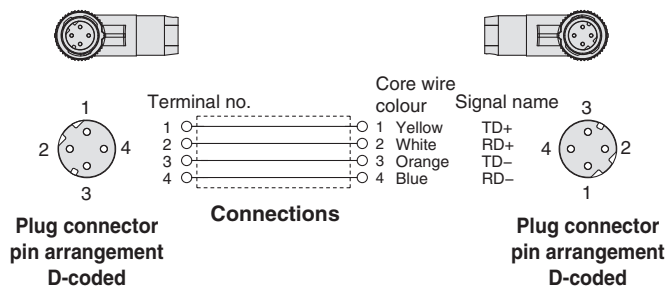 Core wire
Terminal no. colour Signal name
1 3
1 1 Yellow TD+
2 4 2 2 White RD+ 4 2
3 3 Orange TD−
4 4 Blue RD−
3 1
Connections
Plug connector Plug connector
pin arrangement pin arrangement
D-coded D-coded